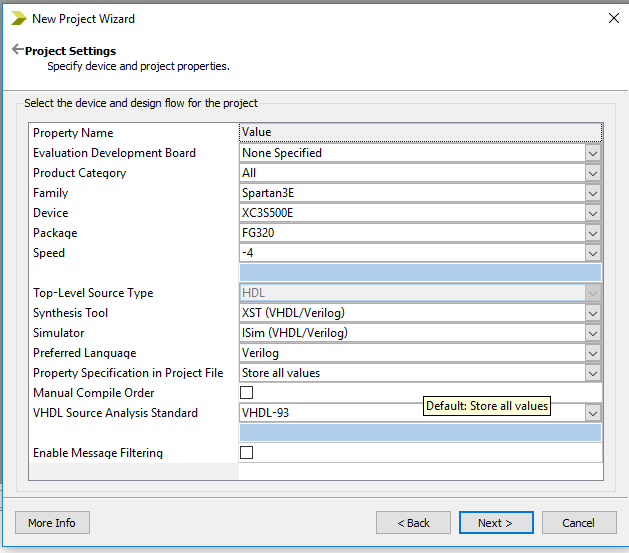 New Project Wizard
Project Settings
Specify device and project properties.
Select the device and design flow for the project
Property Name Value
Evaluation Development Board None Specified
Product Category All
Family Spartan3E
Device XC3S500E
Package FG320
Speed -4
Top-Level Source Type HDL
Synthesis Tool XST (VHDL/Verilog)
Simulator ISim (VHDL/Verilog)
Preferred Language Verilog
Property Specification in Project File Store all values
Manual Compile Order
Default: Store all values
VHDL Source Analysis Standard VHDL-93
Enable Message Filtering
More Info < Back Next > Cancel